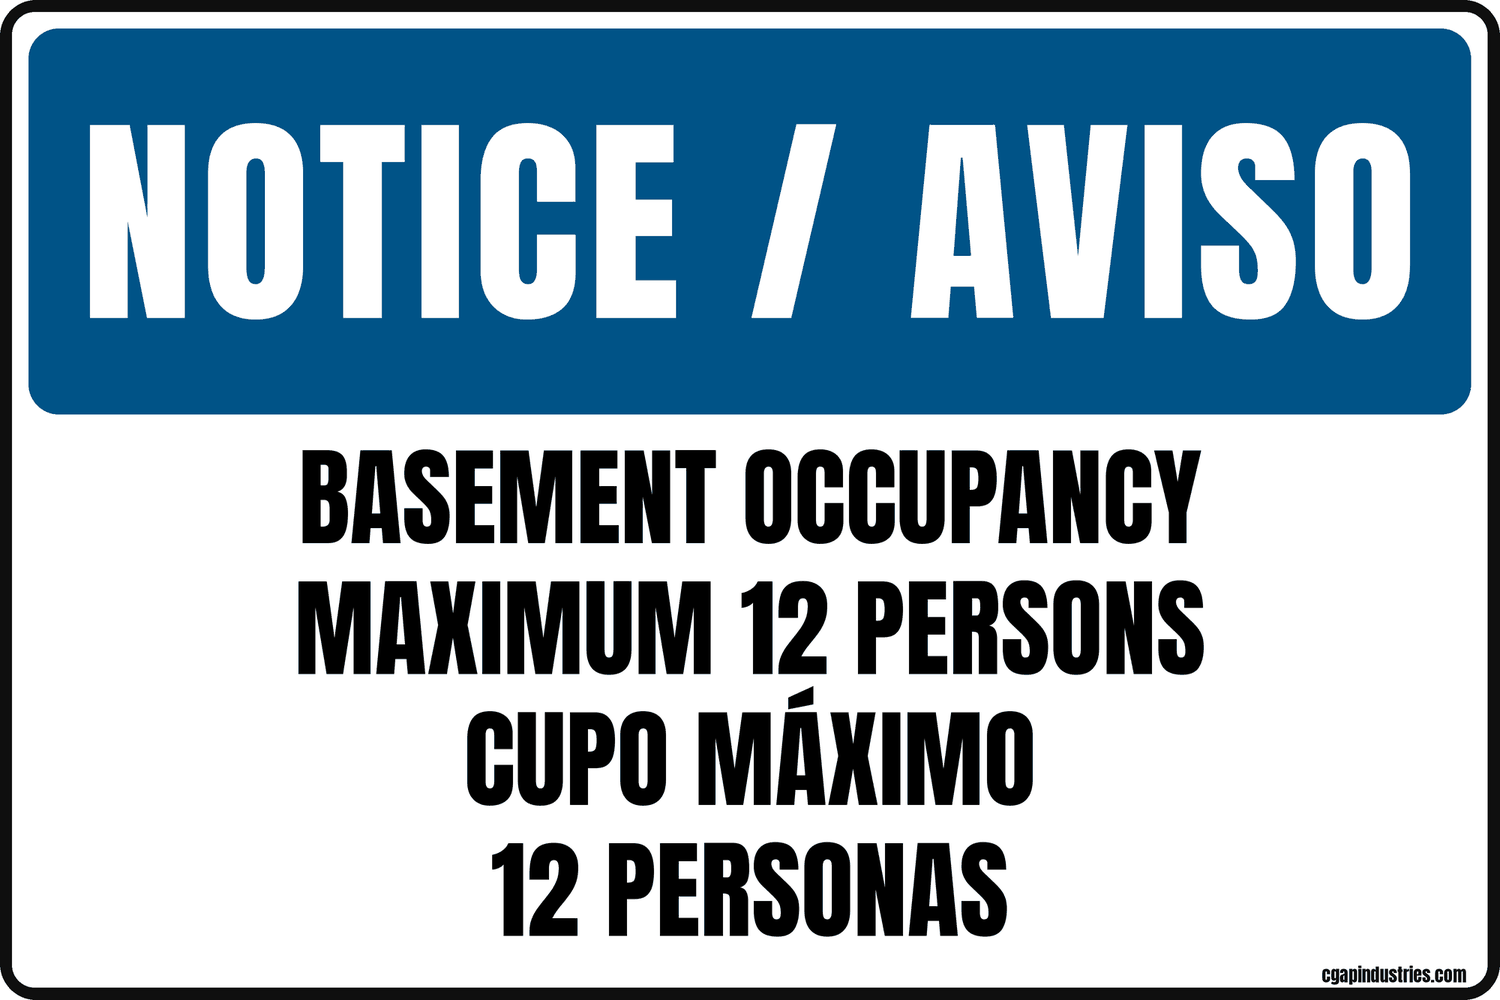 NOTICE / AVISO
BASEMENT OCCUPANCY
MAXIMUM 12 PERSONS
CUPO MÁXIMO
12 PERSONAS
cgapindustries.com